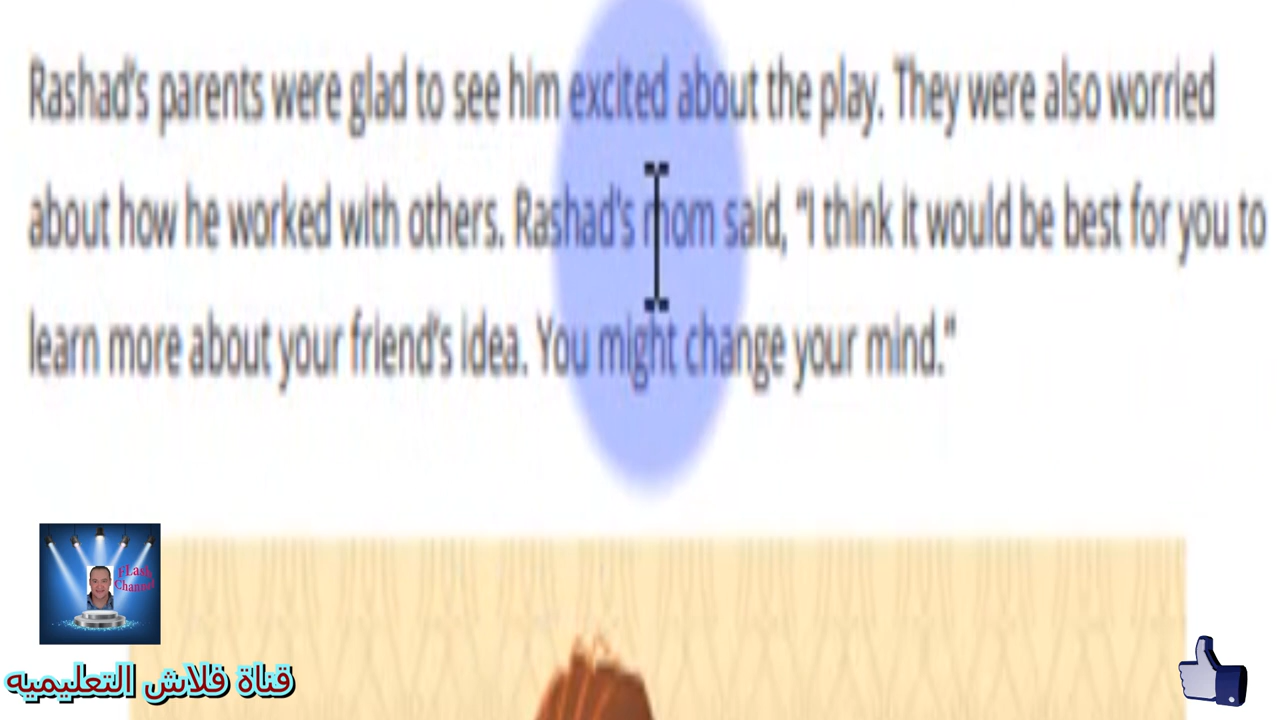 Rashad's parents were glad to see him excited about the play. They were also worried
about how he worked with others. Rashad's mom said, "I think it would be best for you to
learn more about your friend's idea. You might change your mind."
FLash
Channel
قناة فلاش التعليميه